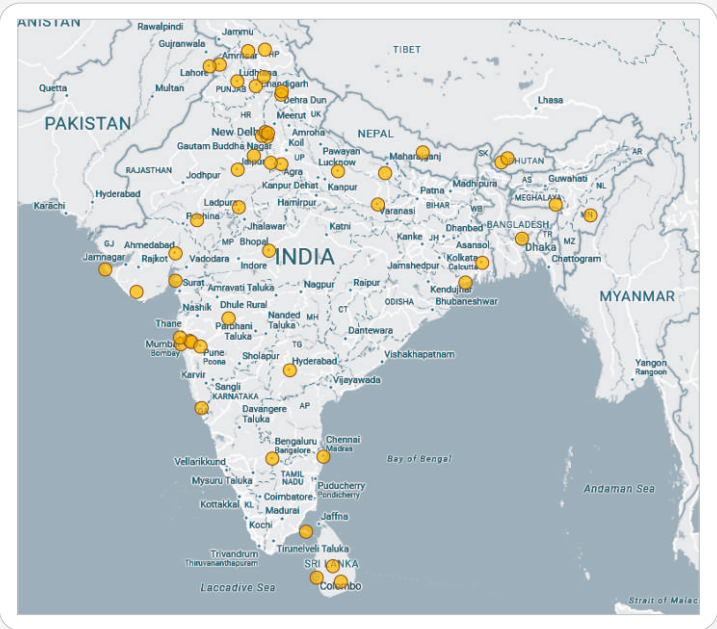 ANISTAN
Rawalpindi
Jammu
Gujranwala
Amritsar
HP
TIBET
Lahore
Ludhiana
Quetta
Multan
PUNJAB
Chandigarh
Dehra Dun
Lhasa
PAKISTAN
HR
Meerut
UK
New Delhi
Amroha
NEPAL
Gautam Buddha Nagar
Koil
Pawayan
Maharajganj
SK
BHUTAN
AR
Jaipur
UP
Lucknow
RAJASTHAN
Jodhpur
Agra
AS
Guwahati
Kanpur Dehat
Kanpur
Patna
Madhipura
NL
Hyderabad
Ladpura
Hamirpur
BIHAR
MEGHALAYA
Karachi
Varanasi
WB
MN
Jhalawar
Katni
Dhanbad
BANGLADESH
GJ
Ahmedabad
MP
Bhopal
Kanke
JH
TR
Asansol
Dhaka
MZ
Jamnagar
Rajkot
Vadodara
INDIA
Indore
Jamshedpur
Kolkata
Calcutta
Chattogram
Surat
Amravati Taluka
Nagpur
Raipur
Kendujhar
MYANMAR
Nashik
Dhule Rural
CT
ODISHA
Bhubaneshwar
Thane
Parbhani
Taluka
Nanded
Taluka
MH
Dantewara
Mumbai
Bombay
Pune
Poona
Sholapur
TG
Hyderabad
Vishakhapatnam
Yangon
Rangoon
Karvir
Sangli
Vijayawada
KARNATAKA
Davangere
Taluka
AP
Bengaluru
Bangalore
Chennai
Madras
Bay of Bengal
Vellarikkund
TAMIL
NADU
Mysuru Taluka
Puducherry
Pondicherry
Andaman Sea
Coimbatore
Kottakkal
KL
Madurai
Kochi
Jaffna
Trivandrum
Thiruvananthapuram
Tirunelveli Taluka
SRI LANKA
Laccadive Sea
Colombo
Strait of Malac